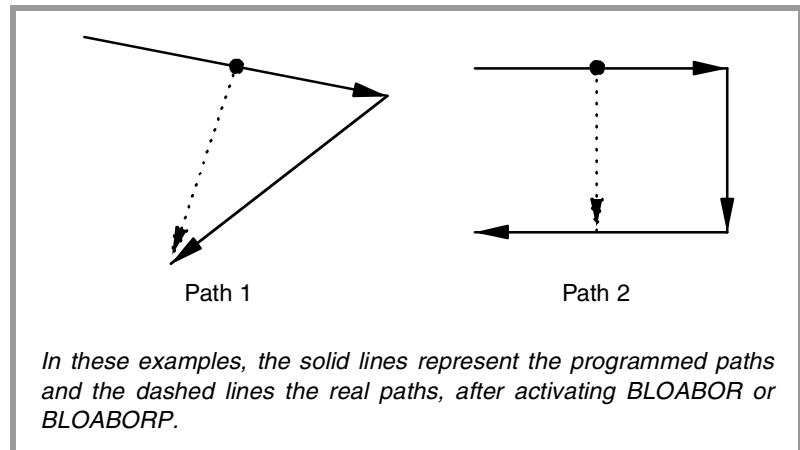 Path 1
Path 2
In these examples, the solid lines represent the programmed paths
and the dashed lines the real paths, after activating BLOABOR or
BLOABORP.